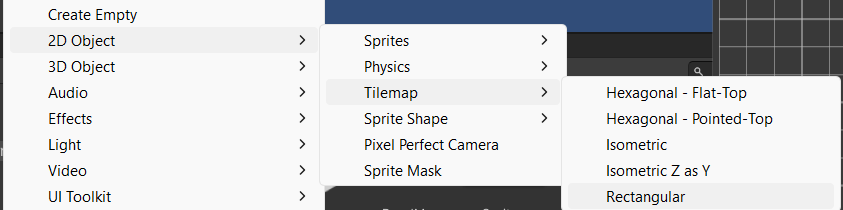 Create Empty
2D Object
3D Object
Audio
Effects
Light
Video
UI Toolkit
Sprites
Physics
Tilemap
Sprite Shape
Pixel Perfect Camera
Sprite Mask
Hexagonal - Flat-Top
Hexagonal - Pointed-Top
Isometric
Isometric Z as Y
Rectangular